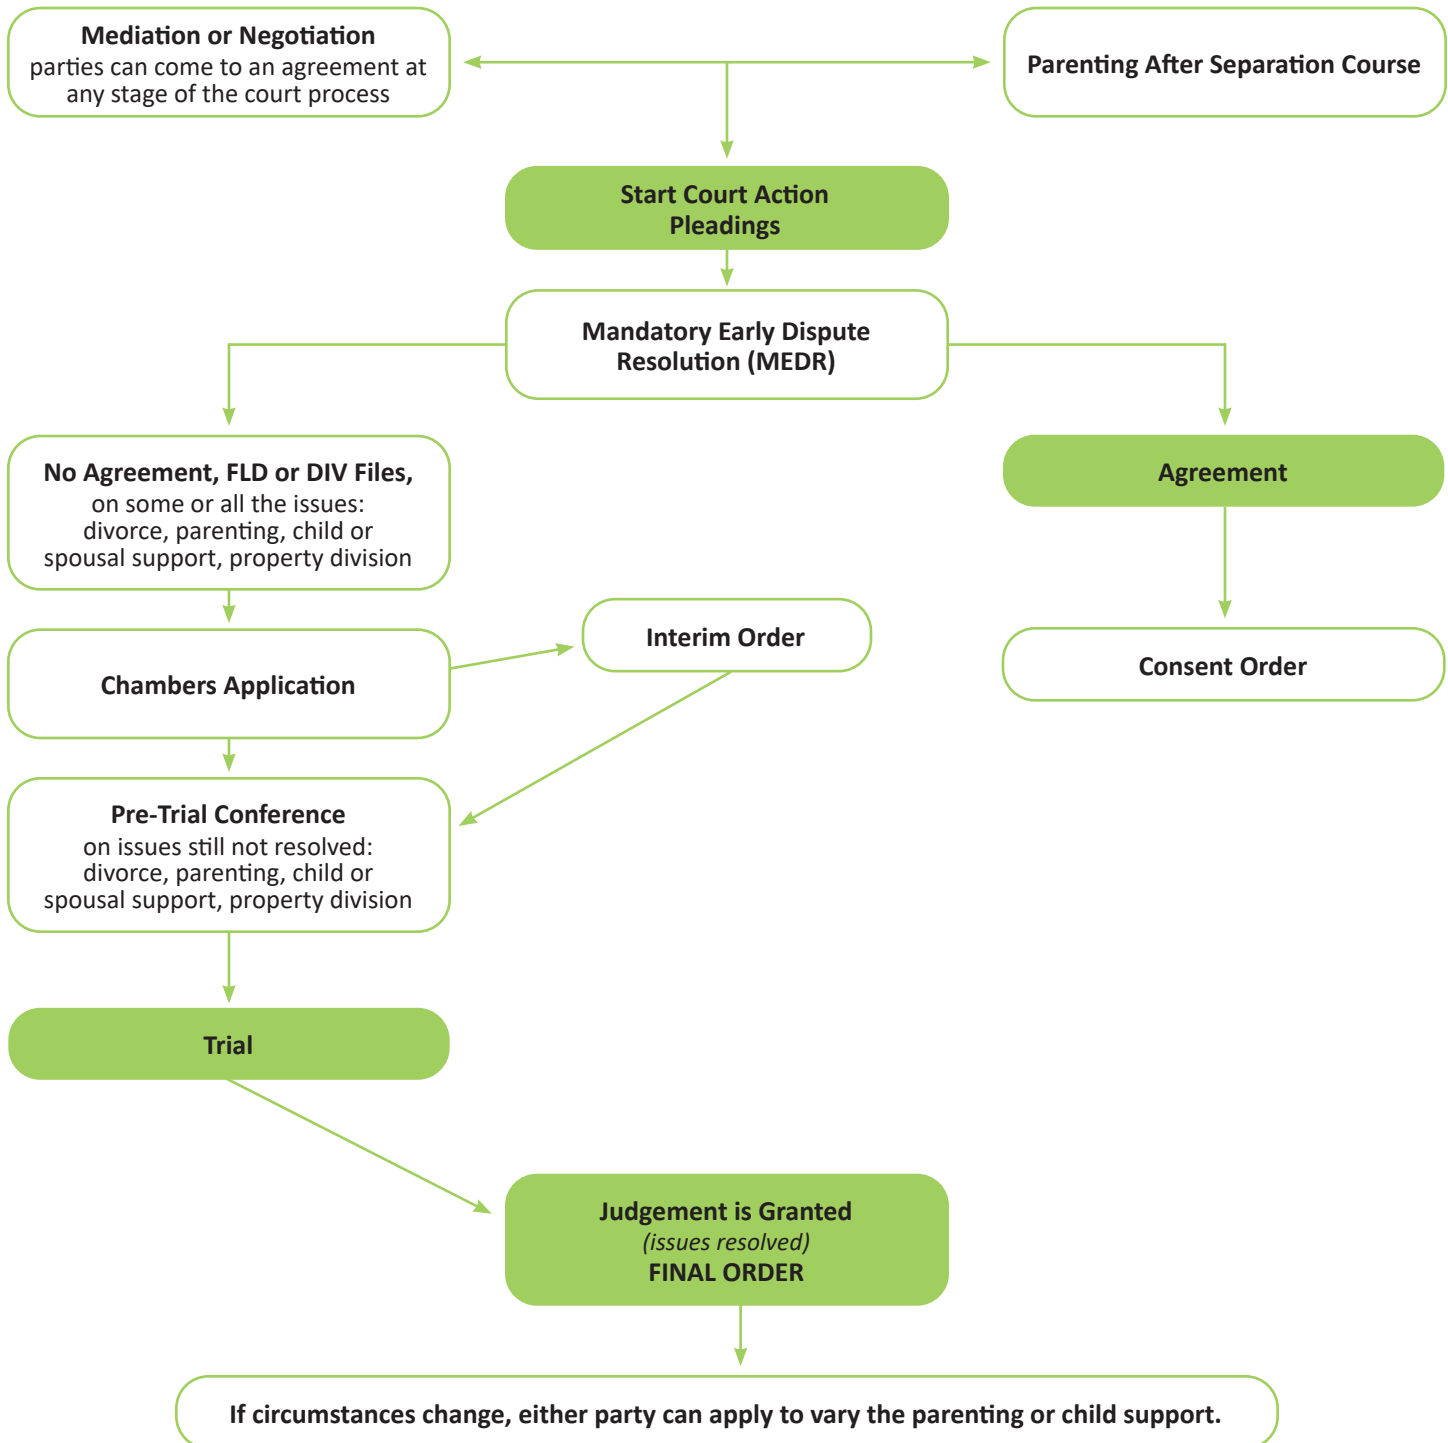 Mediation or Negotiation
parties can come to an agreement at
any stage of the court process
Parenting After Separation Course
Start Court Action
Pleadings
Mandatory Early Dispute
Resolution (MEDR)
No Agreement, FLD or DIV Files,
on some or all the issues:
divorce, parenting, child or
spousal support, property division
Agreement
Interim Order
Consent Order
Chambers Application
Pre-Trial Conference
on issues still not resolved:
divorce, parenting, child or
spousal support, property division
Trial
Judgement is Granted
(issues resolved)
FINAL ORDER
If circumstances change, either party can apply to vary the parenting or child support.